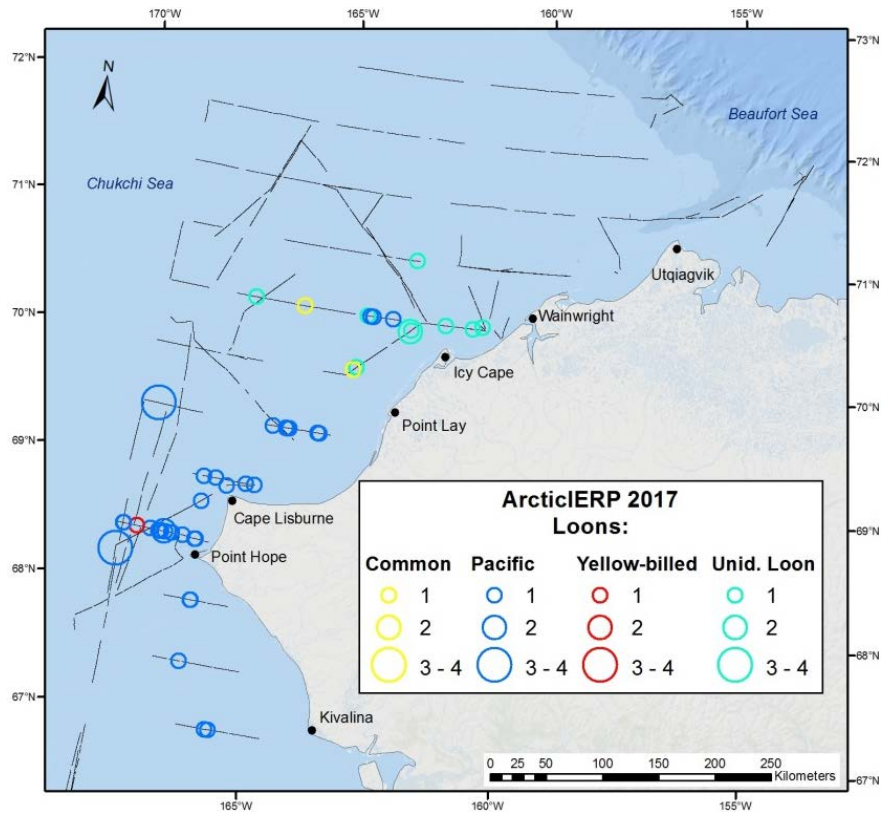 170°W 165°W 160°W 155°W
72°N 73°N
N
Beaufort Sea
72°N
71°N Chukchi Sea
Utqiagvik
71°N
70°N Wainwright
Icy Cape
70°N
Point Lay
69°N
ArcticIERP 2017
Loons:
Common Pacific Yellow-billed Unid. Loon
1 1 1 1
2 2 2 2
3 - 4 3 - 4 3 - 4 3 - 4
Cape Lisburne
69°N
Point Hope
68°N
68°N
67°N
Kivalina
0 25 50 100 150 200 250
Kilometers
67°N
165°W 160°W 155°W